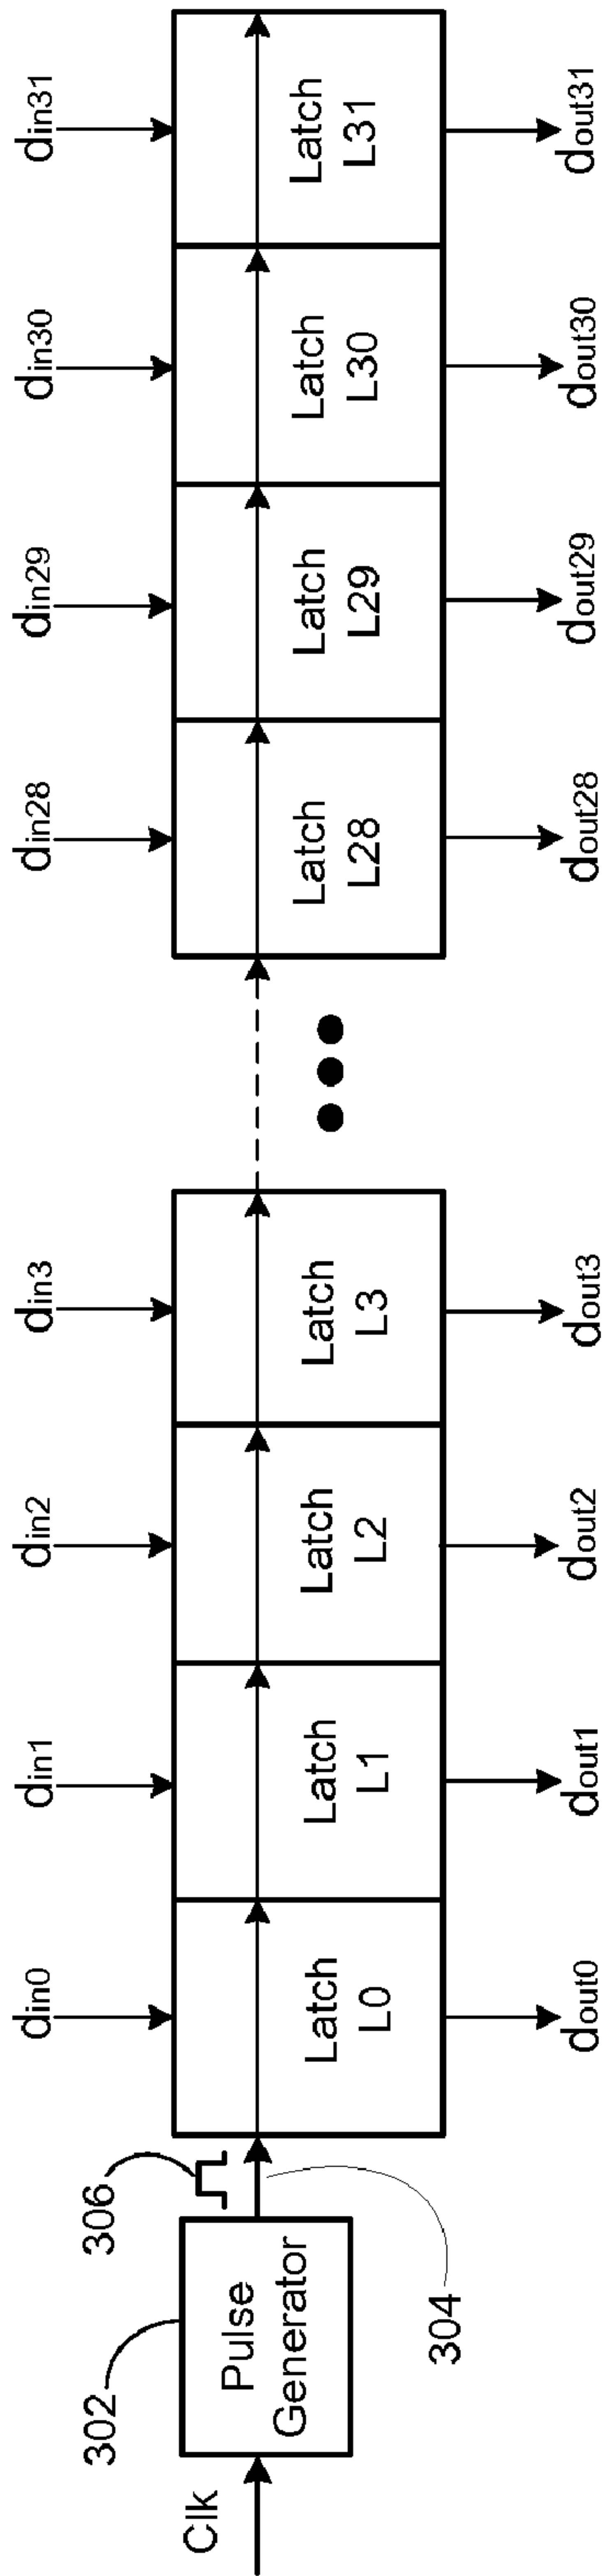 din0
din1
din2
din3
din28
din29
din30
din31
306
302
Clk
Pulse
Generator
304
Latch
L0
Latch
L1
Latch
L2
Latch
L3
Latch
L28
Latch
L29
Latch
L30
Latch
L31
dout0
dout1
dout2
dout3
dout28
dout29
dout30
dout31